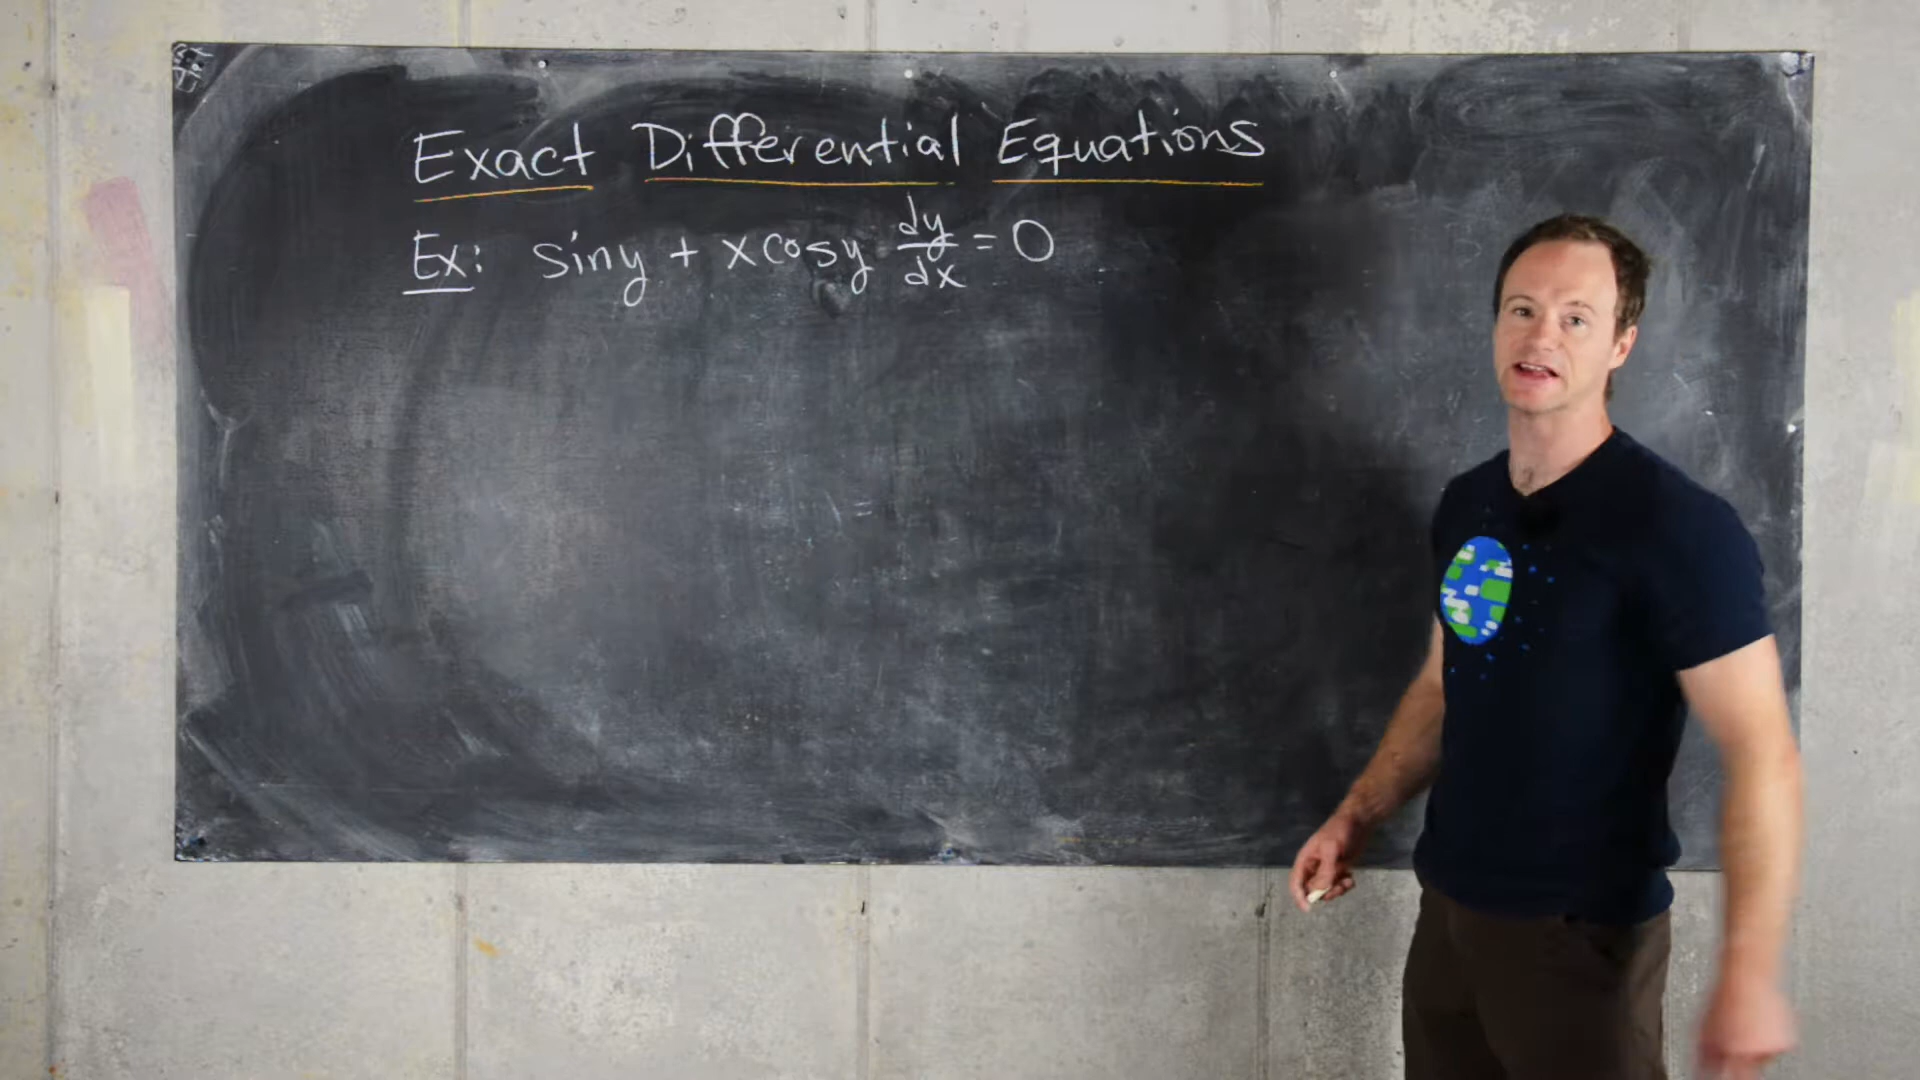 Exact Differential Equations
Ex: siny + xcosy dy/dx = 0